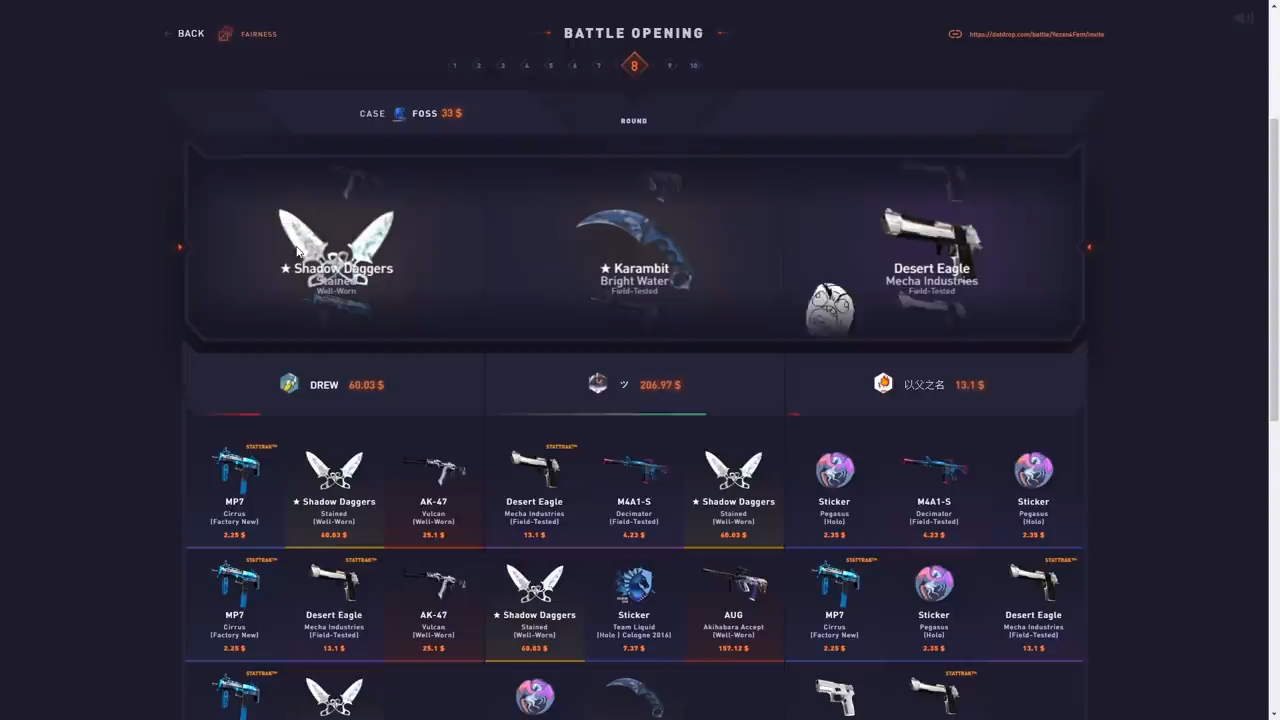 BACK
FAIRNESS
BATTLE OPENING
1 2 3 4 5 6 7 8 9 10
CASE FOSS 33 $
ROUND
★ Shadow Daggers
Stained
Well-Worn
★ Karambit
Bright Water
Field-Tested
Desert Eagle
Mecha Industries
Field-Tested
DREW 60.03 $
ツ 206.97 $
以父之名 13.1 $
STATTRAK™ STATTRAK™
MP7 ★ Shadow Daggers AK-47 Desert Eagle M4A1-S ★ Shadow Daggers Sticker M4A1-S Sticker
Cirrus Stained Vulcan Mecha Industries Decimator Stained Pegasus Decimator Pegasus
(Factory New) (Well-Worn) (Well-Worn) (Field-Tested) (Field-Tested) (Well-Worn) (Holo) (Field-Tested) (Holo)
2.25 $ 60.03 $ 25.1 $ 13.1 $ 4.23 $ 60.03 $ 2.35 $ 4.23 $ 2.35 $
STATTRAK™ STATTRAK™ STATTRAK™ STATTRAK™
MP7 Desert Eagle AK-47 ★ Shadow Daggers Sticker AUG MP7 Sticker Desert Eagle
Cirrus Mecha Industries Vulcan Stained Team Liquid Akihabara Accept Cirrus Pegasus Mecha Industries
(Factory New) (Field-Tested) (Well-Worn) (Well-Worn) (Holo | Cologne 2016) (Well-Worn) (Factory New) (Holo) (Field-Tested)
2.25 $ 13.1 $ 25.1 $ 60.03 $ 7.37 $ 157.12 $ 2.25 $ 2.35 $ 13.1 $
STATTRAK™ STATTRAK™